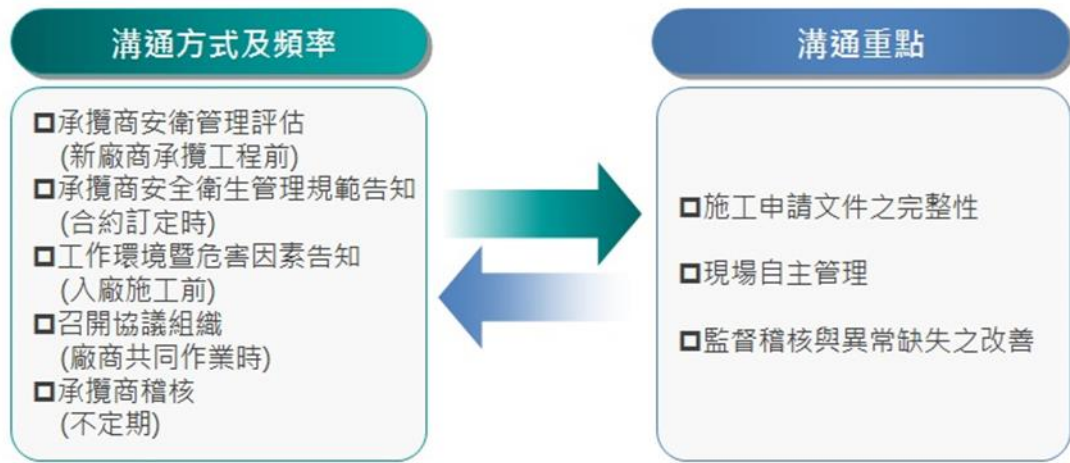 溝通方式及頻率
承攬商安衛管理評估
(新廠商承攬工程前)
承攬商安全衛生管理規範告知
(合約訂定時)
工作環境暨危害因素告知
(入廠施工前)
召開協議組織
(廠商共同作業時)
承攬商稽核
(不定期)
溝通重點
施工申請文件之完整性
現場自主管理
監督稽核與異常缺失之改善